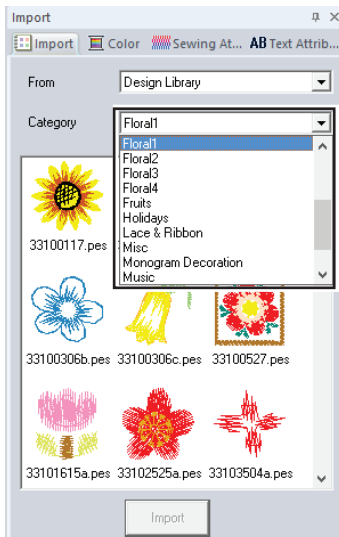 Import
Import Color Sewing At... AB Text Attrib...
From Design Library
Category Floral1
Floral1
Floral2
Floral3
Floral4
Fruits
Holidays
Lace & Ribbon
Misc
Monogram Decoration
Music
33100117.pes
33100306b.pes 33100306c.pes 33100527.pes
33101615a.pes 33102525a.pes 33103504a.pes
Import